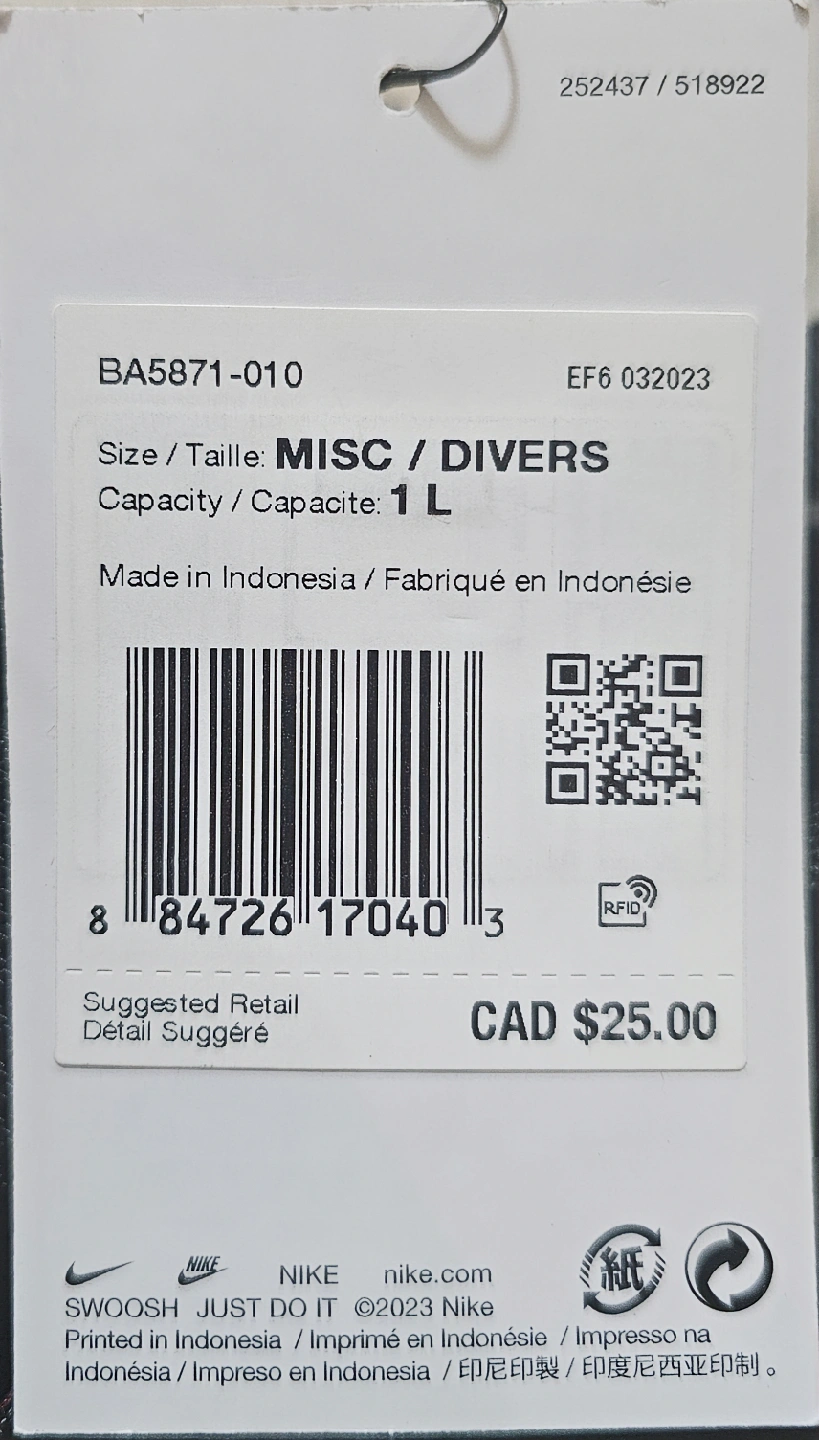 252437 / 518922
BA5871-010
EF6 032023
Size / Taille: MISC / DIVERS
Capacity / Capacite: 1 L
Made in Indonesia / Fabriqué en Indonésie
8 84726 17040 3
RFID
Suggested Retail
Détail Suggéré
CAD $25.00
NIKE NIKE nike.com
紙
SWOOSH JUST DO IT ©2023 Nike
Printed in Indonesia / Imprimé en Indonésie / Impresso na
Indonésia / Impreso en Indonesia / 印尼印製 / 印度尼西亚印制。